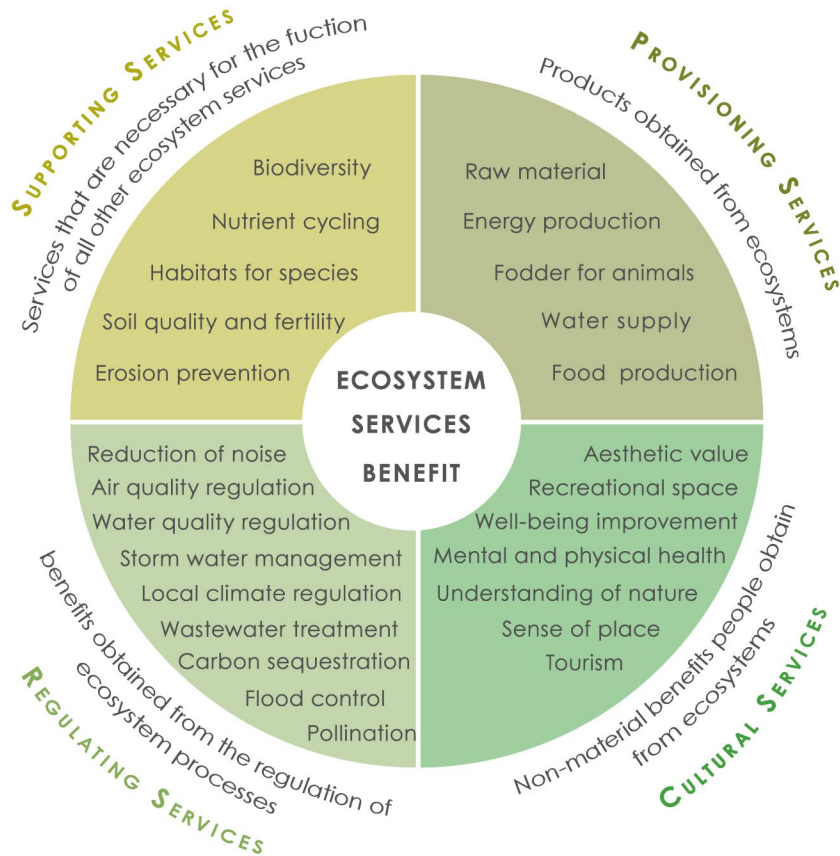 SUPPORTING SERVICES
Services that are necessary for the fuction
of all other ecosystem services
Biodiversity
Nutrient cycling
Habitats for species
Soil quality and fertility
Erosion prevention
PROVISIONING SERVICES
Products obtained from ecosystems
Raw material
Energy production
Fodder for animals
Water supply
Food production
ECOSYSTEM
SERVICES
BENEFIT
Reduction of noise
Air quality regulation
Water quality regulation
Storm water management
Local climate regulation
Wastewater treatment
Carbon sequestration
Flood control
Pollination
benefits obtained from the regulation of
ecosystem processes
REGULATING SERVICES
Aesthetic value
Recreational space
Well-being improvement
Mental and physical health
Understanding of nature
Sense of place
Tourism
Non-material benefits people obtain
from ecosystems
CULTURAL SERVICES